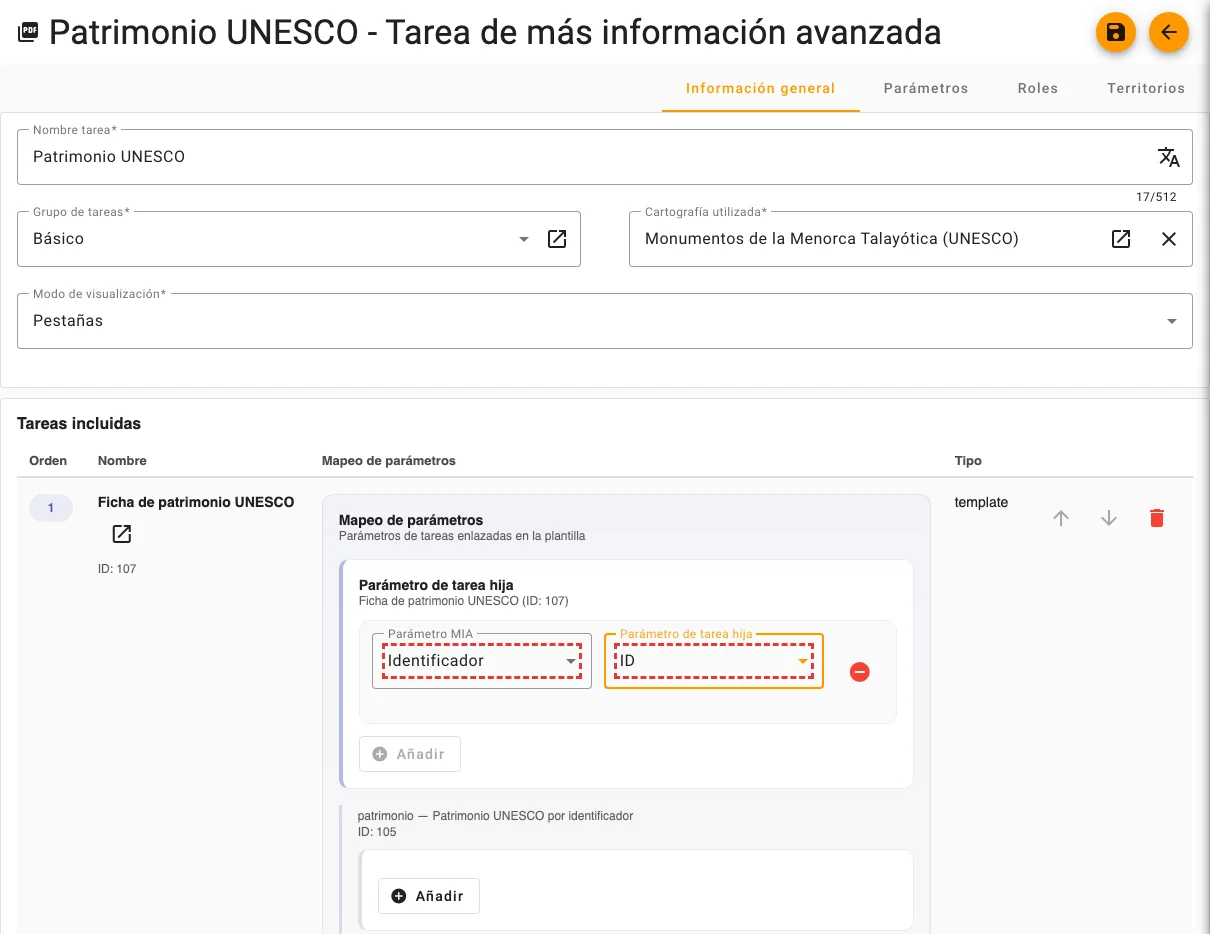 PDF Patrimonio UNESCO - Tarea de más información avanzada
Información general Parámetros Roles Territorios
Nombre tarea*
Patrimonio UNESCO
17/512
Grupo de tareas* Cartografía utilizada*
Básico Monumentos de la Menorca Talayótica (UNESCO)
Modo de visualización*
Pestañas
Tareas incluidas
Orden Nombre Mapeo de parámetros Tipo
1 Ficha de patrimonio UNESCO template
ID: 107
Mapeo de parámetros
Parámetros de tareas enlazadas en la plantilla
Parámetro de tarea hija
Ficha de patrimonio UNESCO (ID: 107)
Parámetro MIA Parámetro de tarea hija
Identificador ID
Añadir
patrimonio — Patrimonio UNESCO por identificador
ID: 105
Añadir